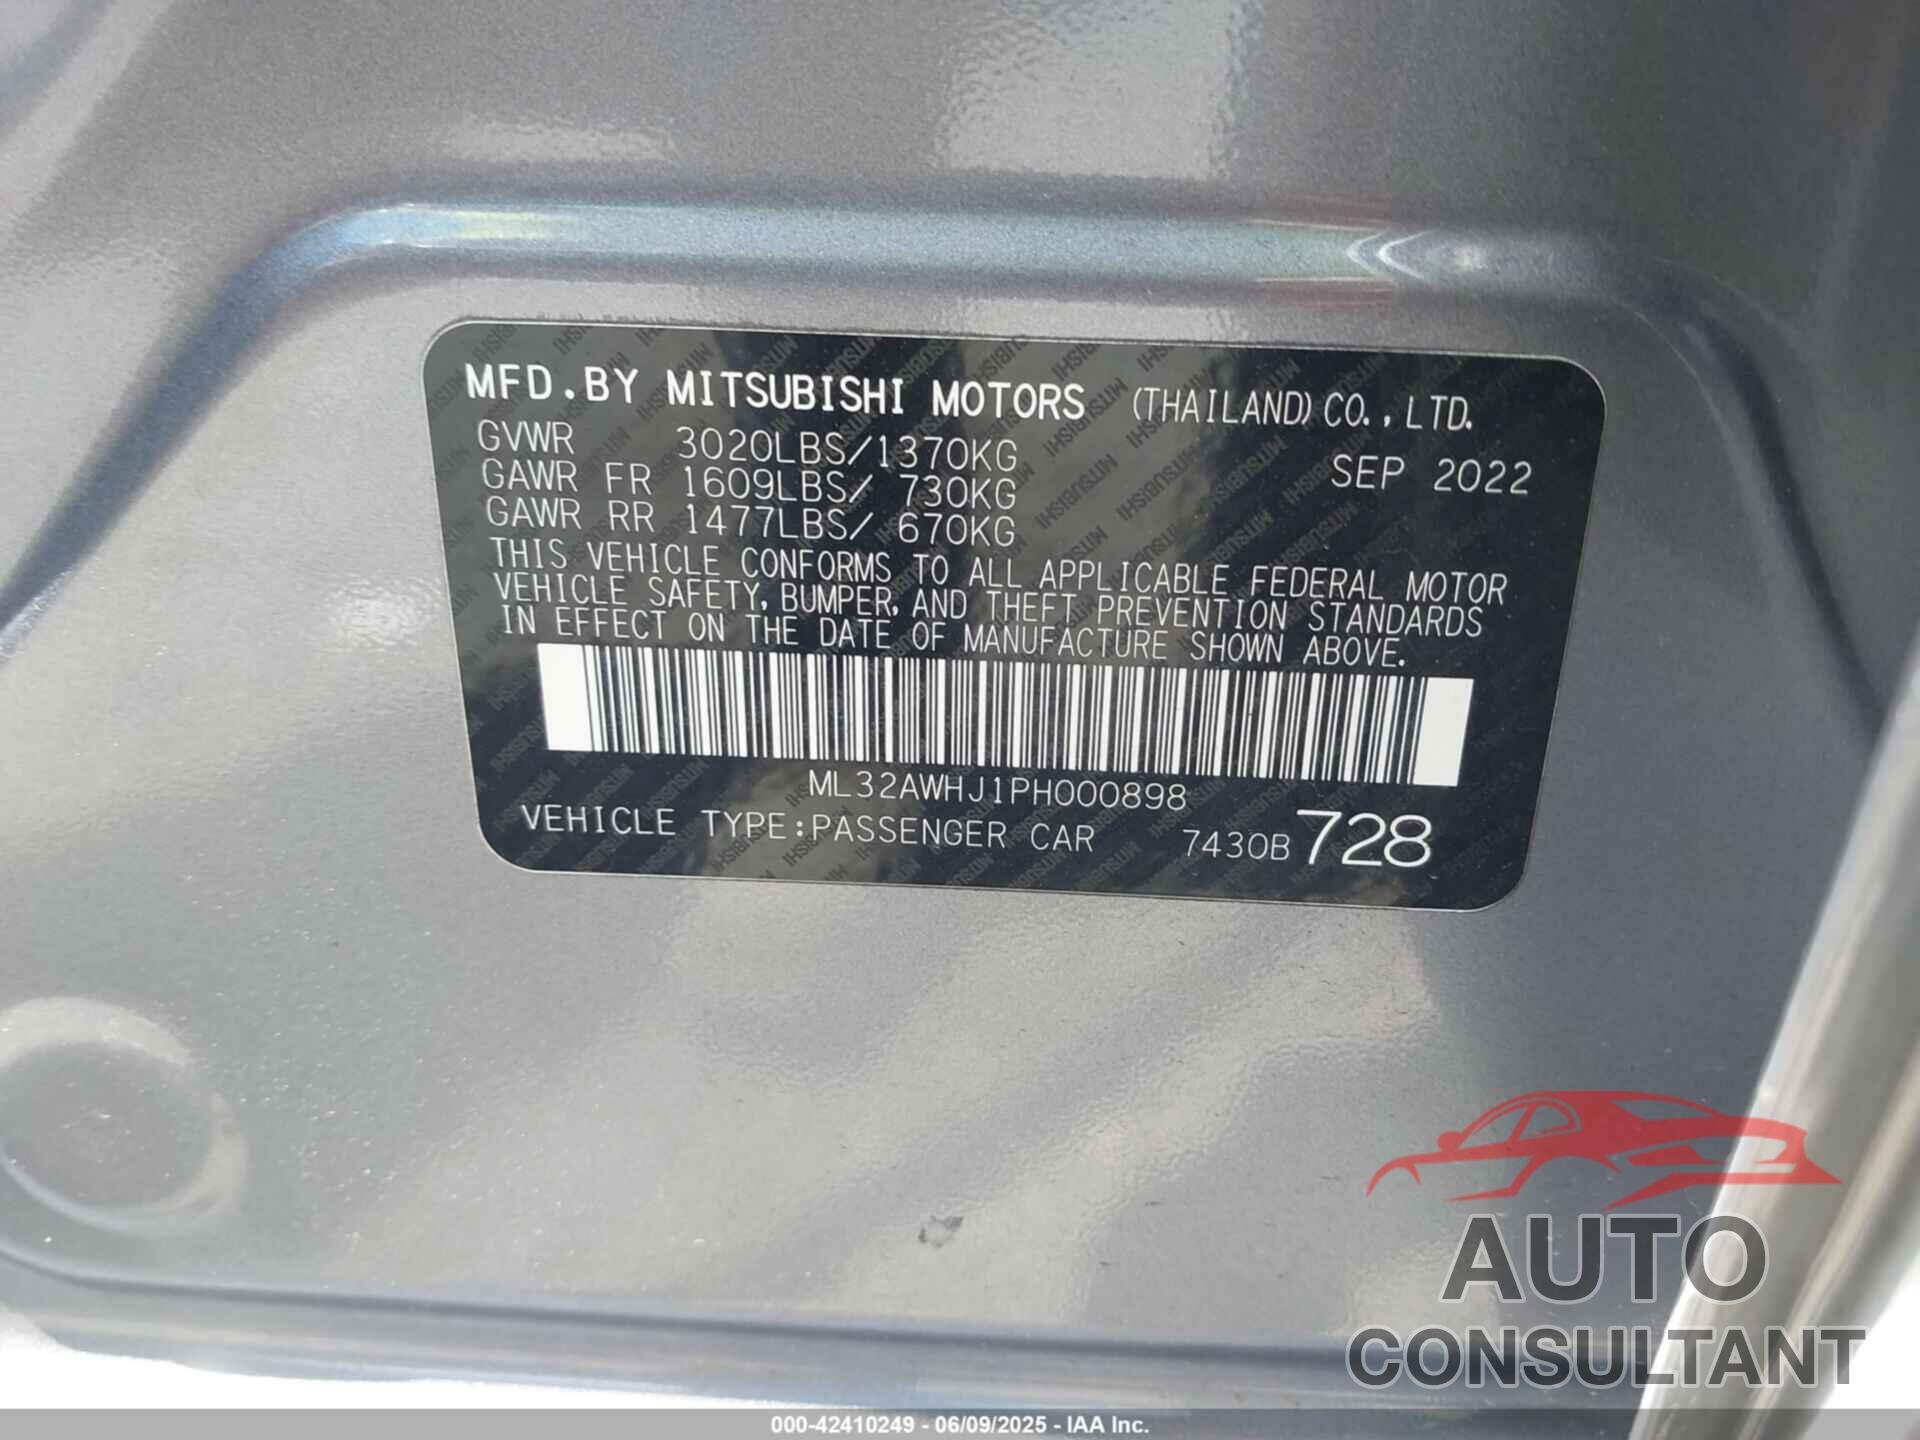 MFD.BY MITSUBISHI MOTORS (THAILAND) CO.,LTD.
GVWR 3020LBS/1370KG SEP 2022
GAWR FR 1609LBS/ 730KG
GAWR RR 1477LBS/ 670KG
THIS VEHICLE CONFORMS TO ALL APPLICABLE FEDERAL MOTOR
VEHICLE SAFETY, BUMPER, AND THEFT PREVENTION STANDARDS
IN EFFECT ON THE DATE OF MANUFACTURE SHOWN ABOVE.
ML32AWHJ1PH000898
VEHICLE TYPE:PASSENGER CAR 7430B 728
AUTO
CONSULTANT
000-42410249 - 06/09/2025 - IAA Inc.